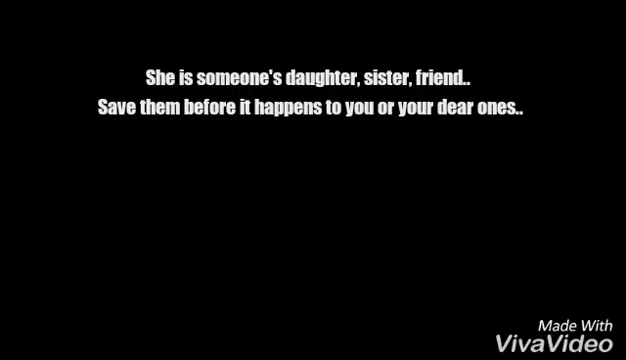 She is someone's daughter, sister, friend..
Save them before it happens to you or your dear ones..
Made With
VivaVideo